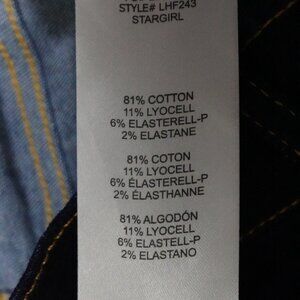 STYLE# LHF243
STARGIRL
81% COTTON
11% LYOCELL
6% ELASTERELL-P
2% ELASTANE
81% COTON
11% LYOCELL
6% ÉLASTERELL-P
2% ÉLASTHANNE
81% ALGODÓN
11% LYOCELL
6% ELASTELL-P
2% ELASTANO